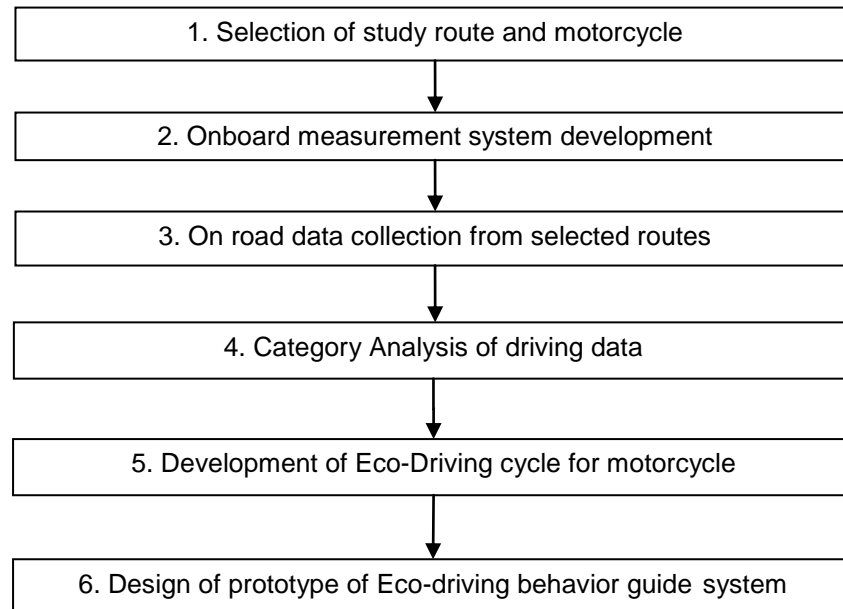 1. Selection of study route and motorcycle
2. Onboard measurement system development
3. On road data collection from selected routes
4. Category Analysis of driving data
5. Development of Eco-Driving cycle for motorcycle
6. Design of prototype of Eco-driving behavior guide system